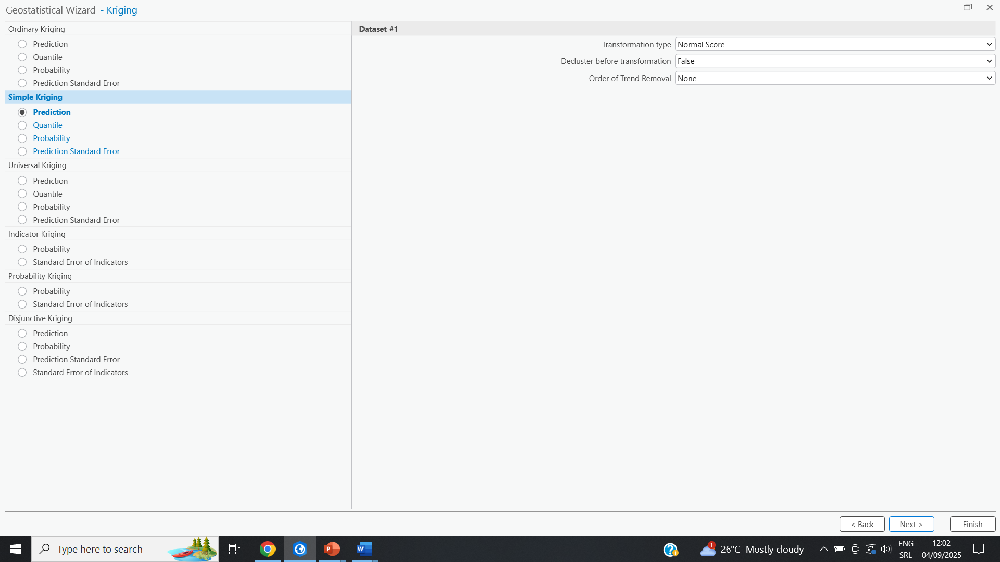 Geostatistical Wizard - Kriging
Ordinary Kriging
Prediction
Quantile
Probability
Prediction Standard Error
Simple Kriging
Prediction
Quantile
Probability
Prediction Standard Error
Universal Kriging
Prediction
Quantile
Probability
Prediction Standard Error
Indicator Kriging
Probability
Standard Error of Indicators
Probability Kriging
Probability
Standard Error of Indicators
Disjunctive Kriging
Prediction
Probability
Prediction Standard Error
Standard Error of Indicators
Dataset #1
Transformation type Normal Score
Decluster before transformation False
Order of Trend Removal None
< Back Next > Finish
Type here to search
P
W
?
1
26°C Mostly cloudy
ENG
SRL
12:02
04/09/2025